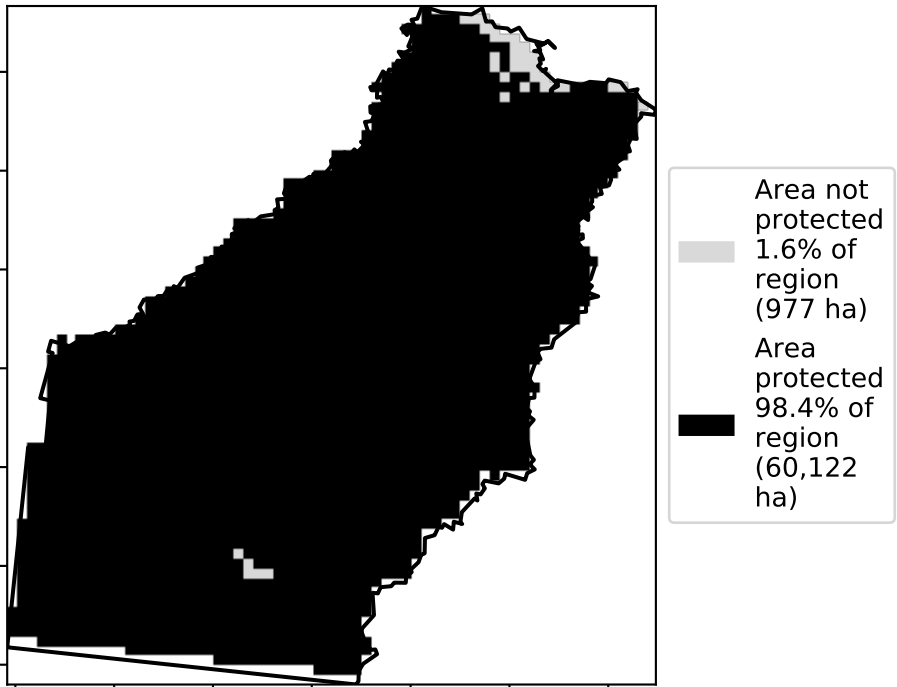 Area not
protected
1.6% of
region
(977 ha)
Area
protected
98.4% of
region
(60,122
ha)